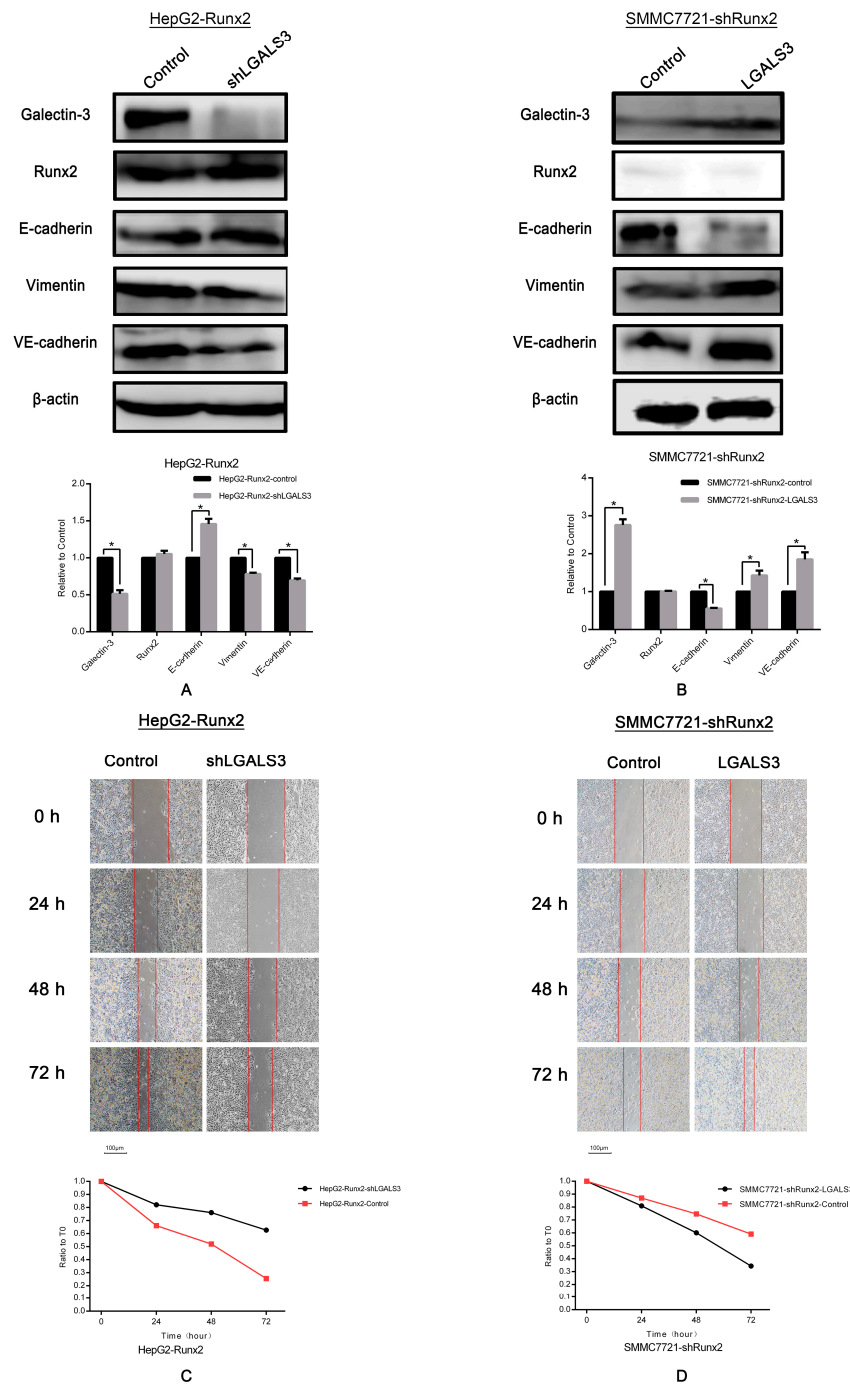 HepG2-Runx2
Control
shLGALS3
Galectin-3
Runx2
E-cadherin
Vimentin
VE-cadherin
β-actin
HepG2-Runx2
HepG2-Runx2-control
HepG2-Runx2-shLGALS3
Relative to Control
2.0
1.5
1.0
0.5
0.0
* * * *
Galectin-3
Runx2
E-cadherin
Vimentin
VE-cadherin
A
SMMC7721-shRunx2
Control
LGALS3
Galectin-3
Runx2
E-cadherin
Vimentin
VE-cadherin
β-actin
SMMC7721-shRunx2
SMMC7721-shRunx2-control
SMMC7721-shRunx2-LGALS3
Relative to Control
4
3
2
1
0
* * * *
Galectin-3
Runx2
E-cadherin
Vimentin
VE-cadherin
B
HepG2-Runx2
Control shLGALS3
0 h
24 h
48 h
72 h
100μm
HepG2-Runx2-shLGALS3
HepG2-Runx2-Control
Ratio to T0
1.0
0.9
0.8
0.7
0.6
0.5
0.4
0.3
0.2
0.1
0.0
0 24 48 72
Time (hour)
HepG2-Runx2
C
SMMC7721-shRunx2
Control LGALS3
0 h
24 h
48 h
72 h
100μm
SMMC7721-shRunx2-LGALS
SMMC7721-shRunx2-Control
Ratio to T0
1.0
0.9
0.8
0.7
0.6
0.5
0.4
0.3
0.2
0.1
0.0
0 24 48 72
Time (hour)
SMMC7721-shRunx2
D